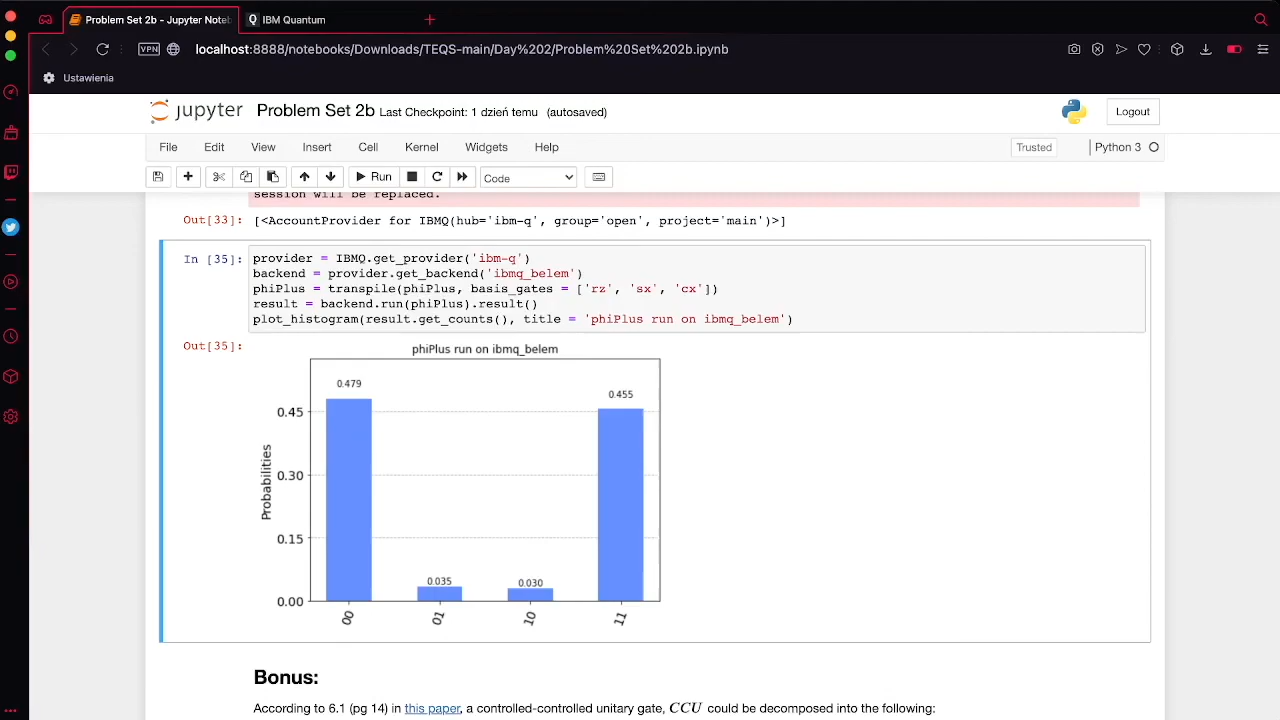 Problem Set 2b - Jupyter Noteb
IBM Quantum
VPN
localhost:8888/notebooks/Downloads/TEQS-main/Day%202/Problem%20Set%202b.ipynb
Ustawienia
jupyter Problem Set 2b Last Checkpoint: 1 dzień temu (autosaved)
Logout
File Edit View Insert Cell Kernel Widgets Help
Trusted
Python 3
Run
Code
session will be replaced.
Out[33]: [<AccountProvider for IBMQ(hub='ibm-q', group='open', project='main')>]
In [35]: provider = IBMQ.get_provider('ibm-q')
backend = provider.get_backend('ibmq_belem')
phiPlus = transpile(phiPlus, basis_gates = ['rz', 'sx', 'cx'])
result = backend.run(phiPlus).result()
plot_histogram(result.get_counts(), title = 'phiPlus run on ibmq_belem')
Out[35]:
phiPlus run on ibmq_belem
0.479
0.455
0.45
0.30
0.15
0.035
0.030
0.00
Probabilities
00
01
10
11
Bonus:
According to 6.1 (pg 14) in this paper, a controlled-controlled unitary gate, CCU could be decomposed into the following: